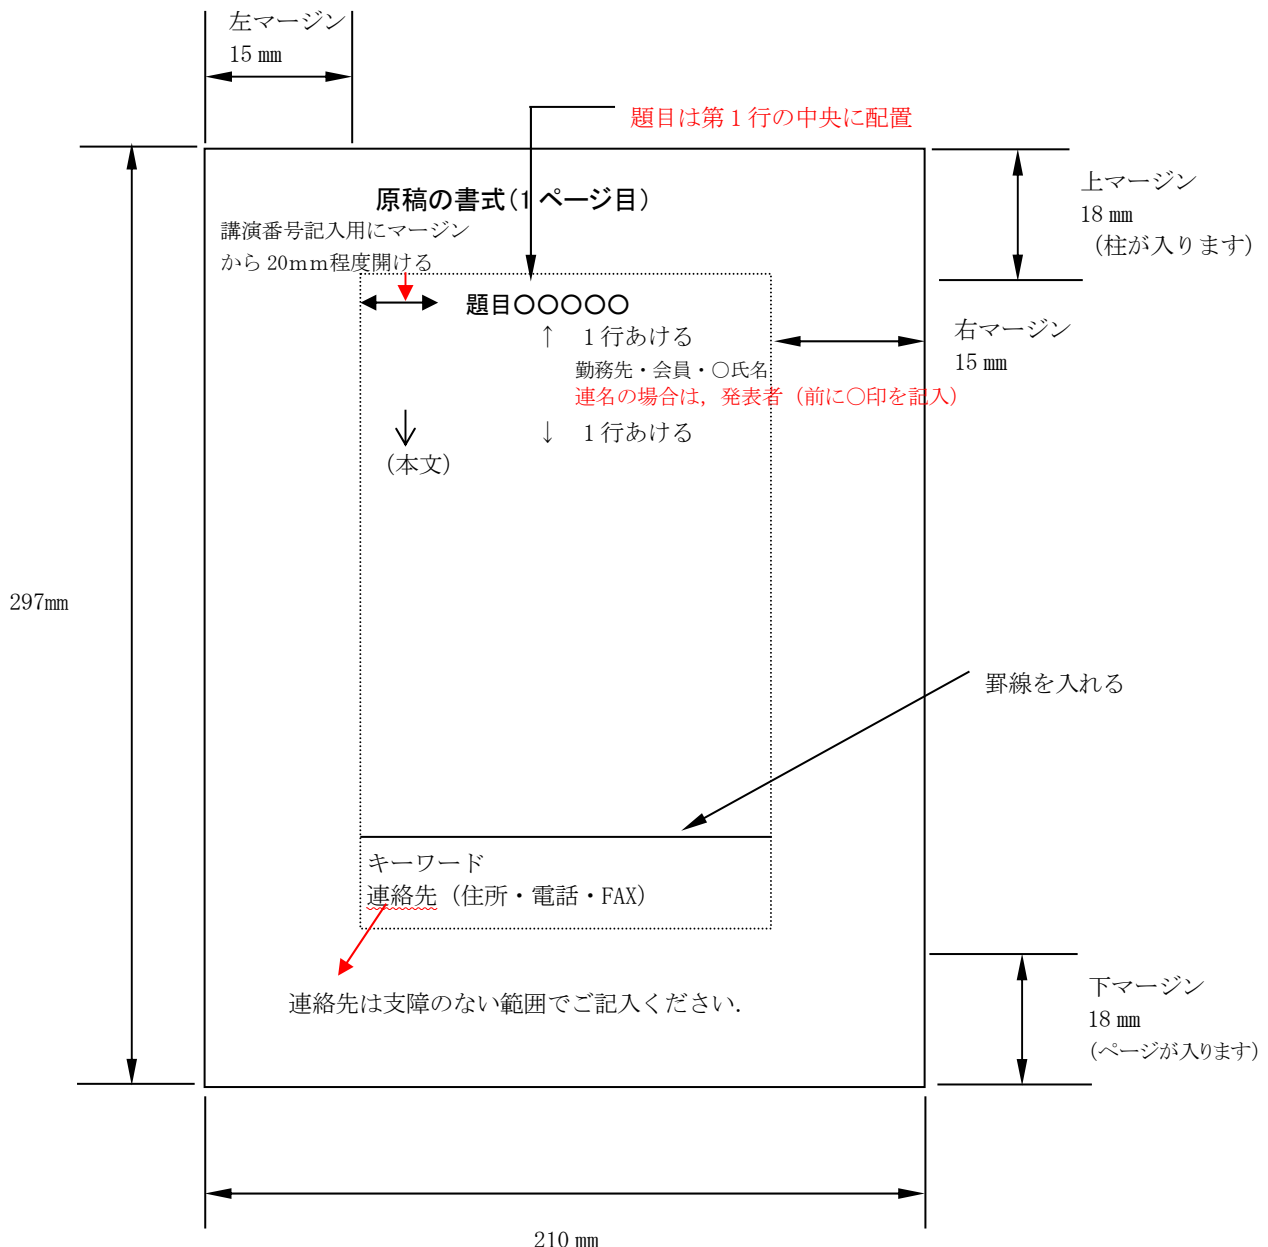 左マージン
15 mm
題目は第1行の中央に配置
原稿の書式(1ページ目)
講演番号記入用にマージン
から20mm程度開ける
上マージン
18 mm
（柱が入ります）
題目○○○○○
↑　1行あける
勤務先・会員・○氏名
連名の場合は，発表者（前に○印を記入）
↓　1行あける
右マージン
15 mm
（本文）
297mm
罫線を入れる
キーワード
連絡先（住所・電話・FAX）
連絡先は支障のない範囲でご記入ください．
下マージン
18 mm
（ページが入ります）
210 mm